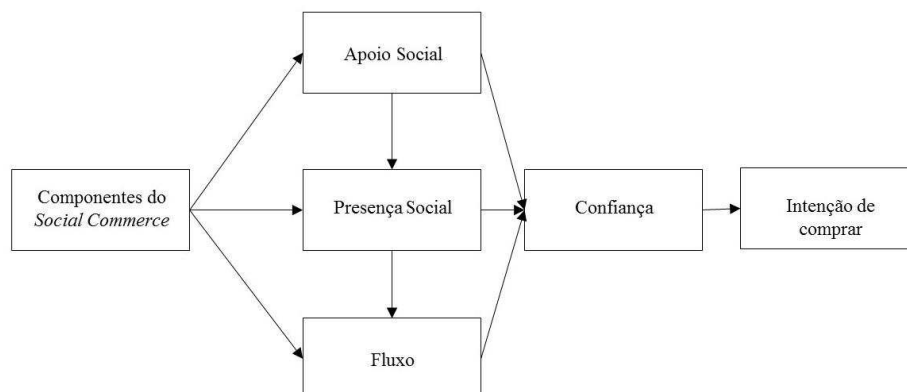 Apoio Social
Componentes do
Social Commerce
Presença Social
Confiança
Intenção de
comprar
Fluxo